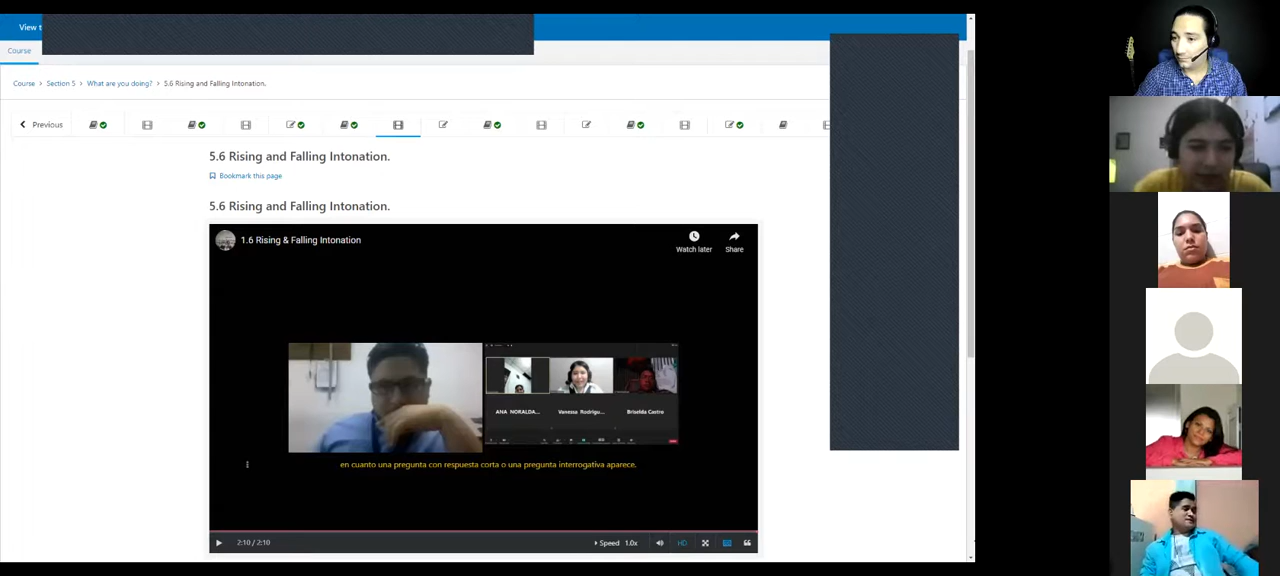 View t
Course
Course > Section 5 > What are you doing? > 5.6 Rising and Falling Intonation.
Previous
5.6 Rising and Falling Intonation.
Bookmark this page
5.6 Rising and Falling Intonation.
1.6 Rising & Falling Intonation
Watch later
Share
ANA NORALDA...
Vanessa Rodrigu...
Briselda Castro
en cuanto una pregunta con respuesta corta o una pregunta interrogativa aparece.
2:10 / 2:10
Speed 1.0x
HD